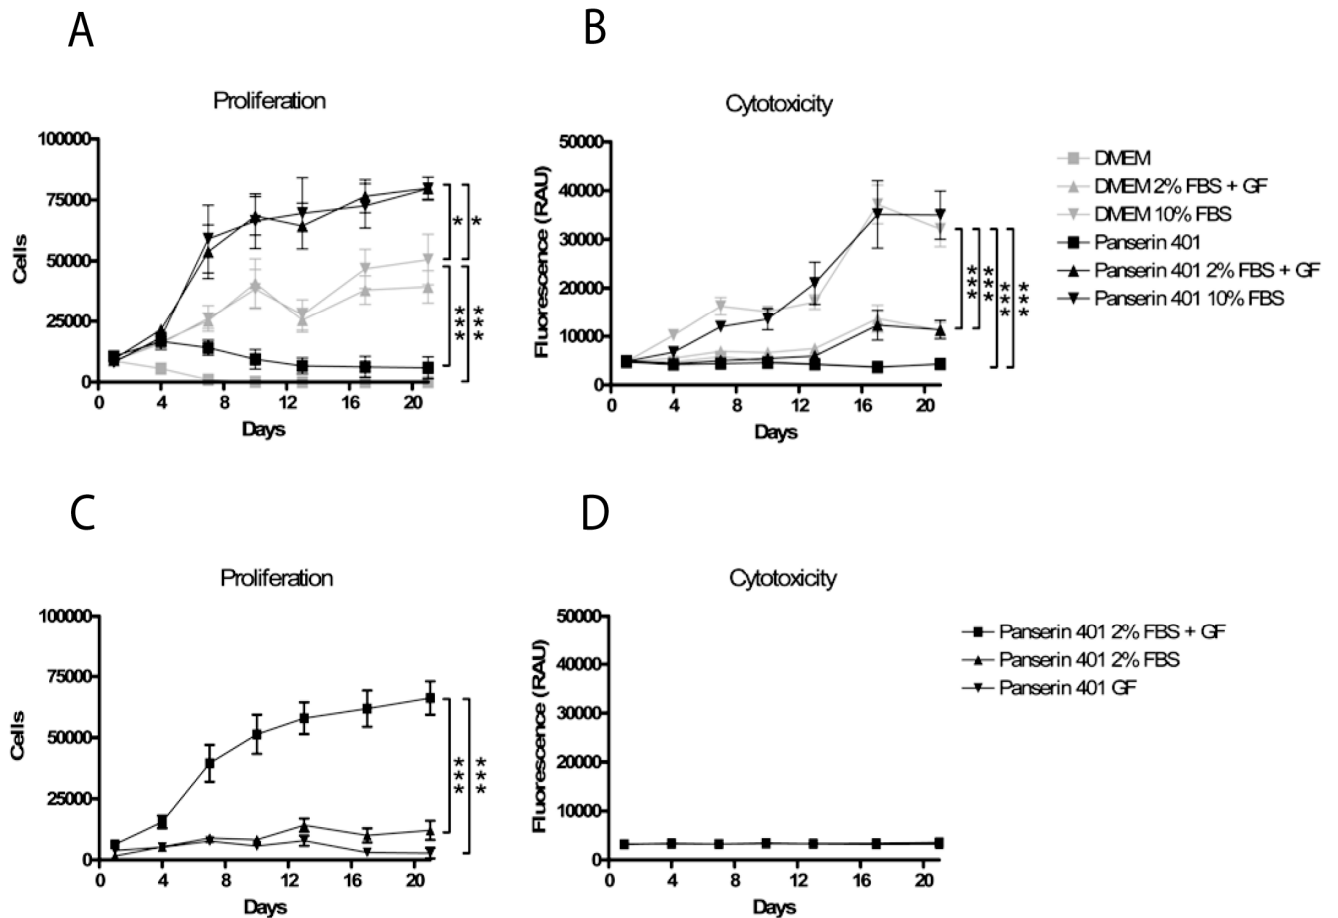 A
B
Proliferation
Cytotoxicity
100000
75000
50000
25000
0
Cells
0 4 8 12 16 20
Days
* *
*** ***
50000
40000
30000
20000
10000
0
Fluorescence (RAU)
0 4 8 12 16 20
Days
*** *** *** ***
DMEM
DMEM 2% FBS + GF
DMEM 10% FBS
Panserin 401
Panserin 401 2% FBS + GF
Panserin 401 10% FBS
C
D
Proliferation
Cytotoxicity
100000
75000
50000
25000
0
Cells
0 4 8 12 16 20
Days
*** ***
50000
40000
30000
20000
10000
0
Fluorescence (RAU)
0 4 8 12 16 20
Days
Panserin 401 2% FBS + GF
Panserin 401 2% FBS
Panserin 401 GF